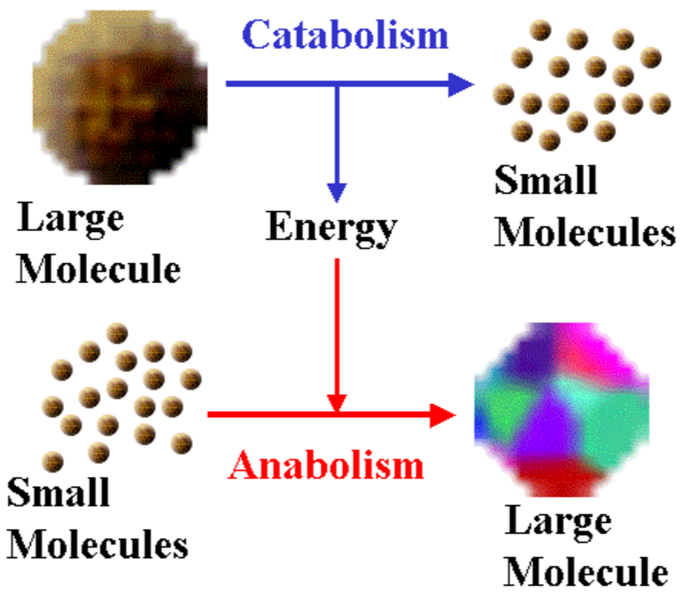 Catabolism
Large
Molecule
Energy
Small
Molecules
Anabolism
Small
Molecules
Large
Molecule